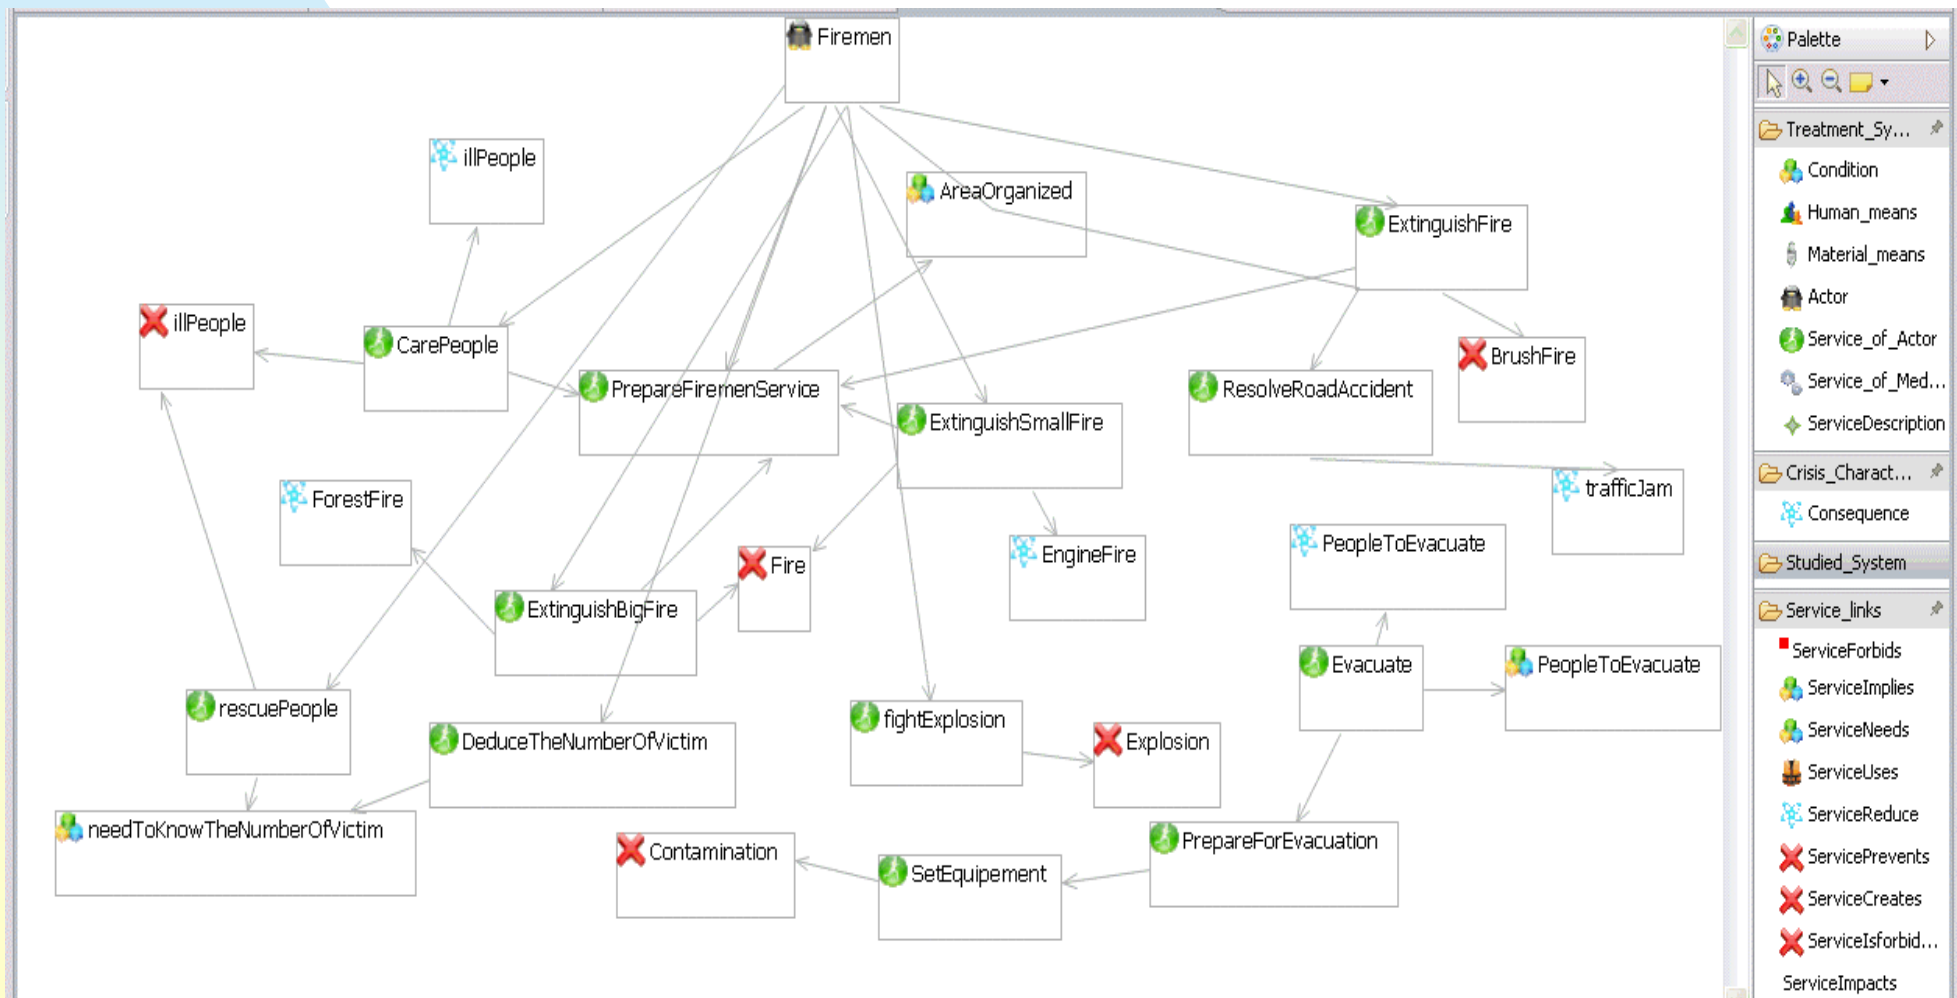 Firemen
illPeople
AreaOrganized
ExtinguishFire
illPeople
CarePeople
BrushFire
PrepareFiremenService
ResolveRoadAccident
ExtinguishSmallFire
trafficJam
ForestFire
PeopleToEvacuate
EngineFire
Fire
ExtinguishBigFire
Evacuate
PeopleToEvacuate
rescuePeople
fightExplosion
DeduceTheNumberOfVictim
Explosion
needToKnowTheNumberOfVictim
PrepareForEvacuation
Contamination
SetEquipement
Palette
Treatment_Sy...
Condition
Human_means
Material_means
Actor
Service_of_Actor
Service_of_Med...
ServiceDescription
Crisis_Charact...
Consequence
Studied_System
Service_links
ServiceForbids
ServiceImplies
ServiceNeeds
ServiceUses
ServiceReduce
ServicePrevents
ServiceCreates
ServiceIsforbid...
ServiceImpacts